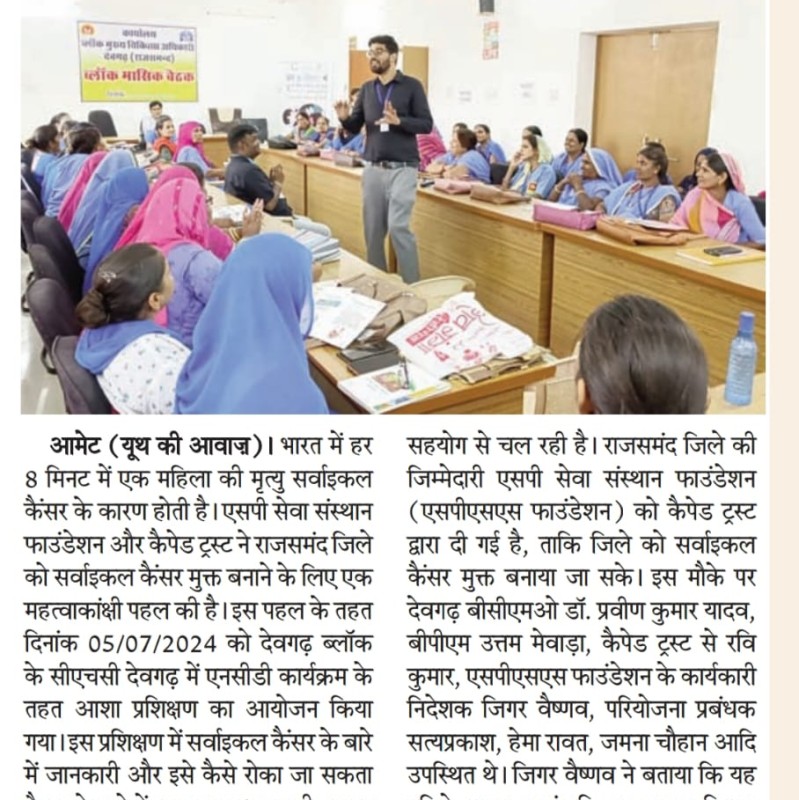 कार्यालय
ब्लॉक मुख्य चिकित्सा अधिकारी
देवगढ़ (राजसमन्द)
ब्लॉक मासिक बैठक
आमेट (यूथ की आवाज़)। भारत में हर
8 मिनट में एक महिला की मृत्यु सर्वाइकल
कैंसर के कारण होती है। एसपी सेवा संस्थान
फाउंडेशन और कैपेड ट्रस्ट ने राजसमंद जिले
को सर्वाइकल कैंसर मुक्त बनाने के लिए एक
महत्वाकांक्षी पहल की है। इस पहल के तहत
दिनांक 05/07/2024 को देवगढ़ ब्लॉक
के सीएचसी देवगढ़ में एनसीडी कार्यक्रम के
तहत आशा प्रशिक्षण का आयोजन किया
गया। इस प्रशिक्षण में सर्वाइकल कैंसर के बारे
में जानकारी और इसे कैसे रोका जा सकता
सहयोग से चल रही है। राजसमंद जिले की
जिम्मेदारी एसपी सेवा संस्थान फाउंडेशन
(एसपीएसएस फाउंडेशन) को कैपेड ट्रस्ट
द्वारा दी गई है, ताकि जिले को सर्वाइकल
कैंसर मुक्त बनाया जा सके। इस मौके पर
देवगढ़ बीसीएमओ डॉ. प्रवीण कुमार यादव,
बीपीएम उत्तम मेवाड़ा, कैपेड ट्रस्ट से रवि
कुमार, एसपीएसएस फाउंडेशन के कार्यकारी
निदेशक जिगर वैष्णव, परियोजना प्रबंधक
सत्यप्रकाश, हेमा रावत, जमना चौहान आदि
उपस्थित थे। जिगर वैष्णव ने बताया कि यह